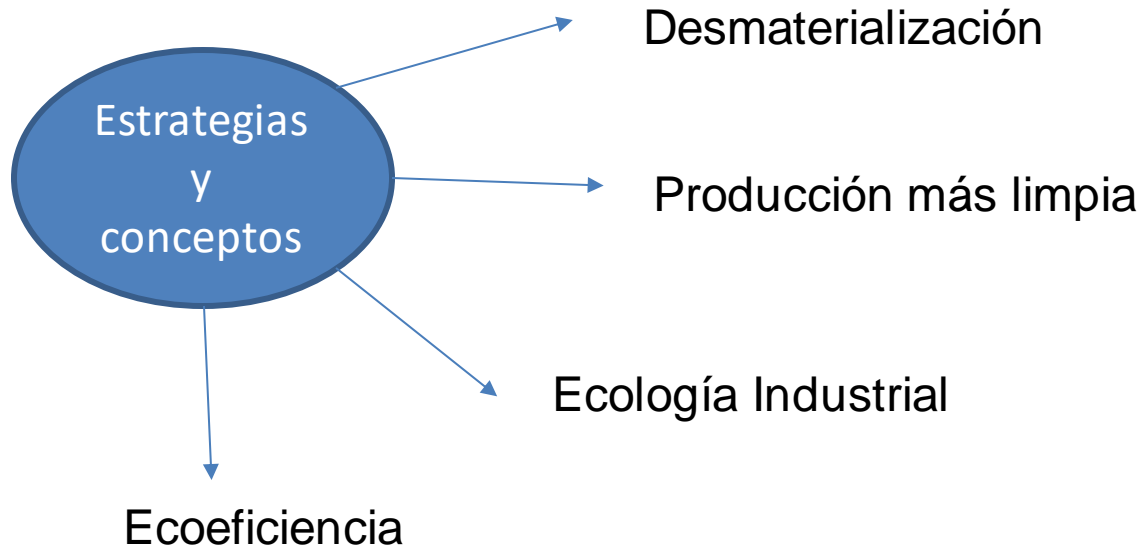 Desmaterialización
Estrategias
y
conceptos
Producción más limpia
Ecología Industrial
Ecoeficiencia